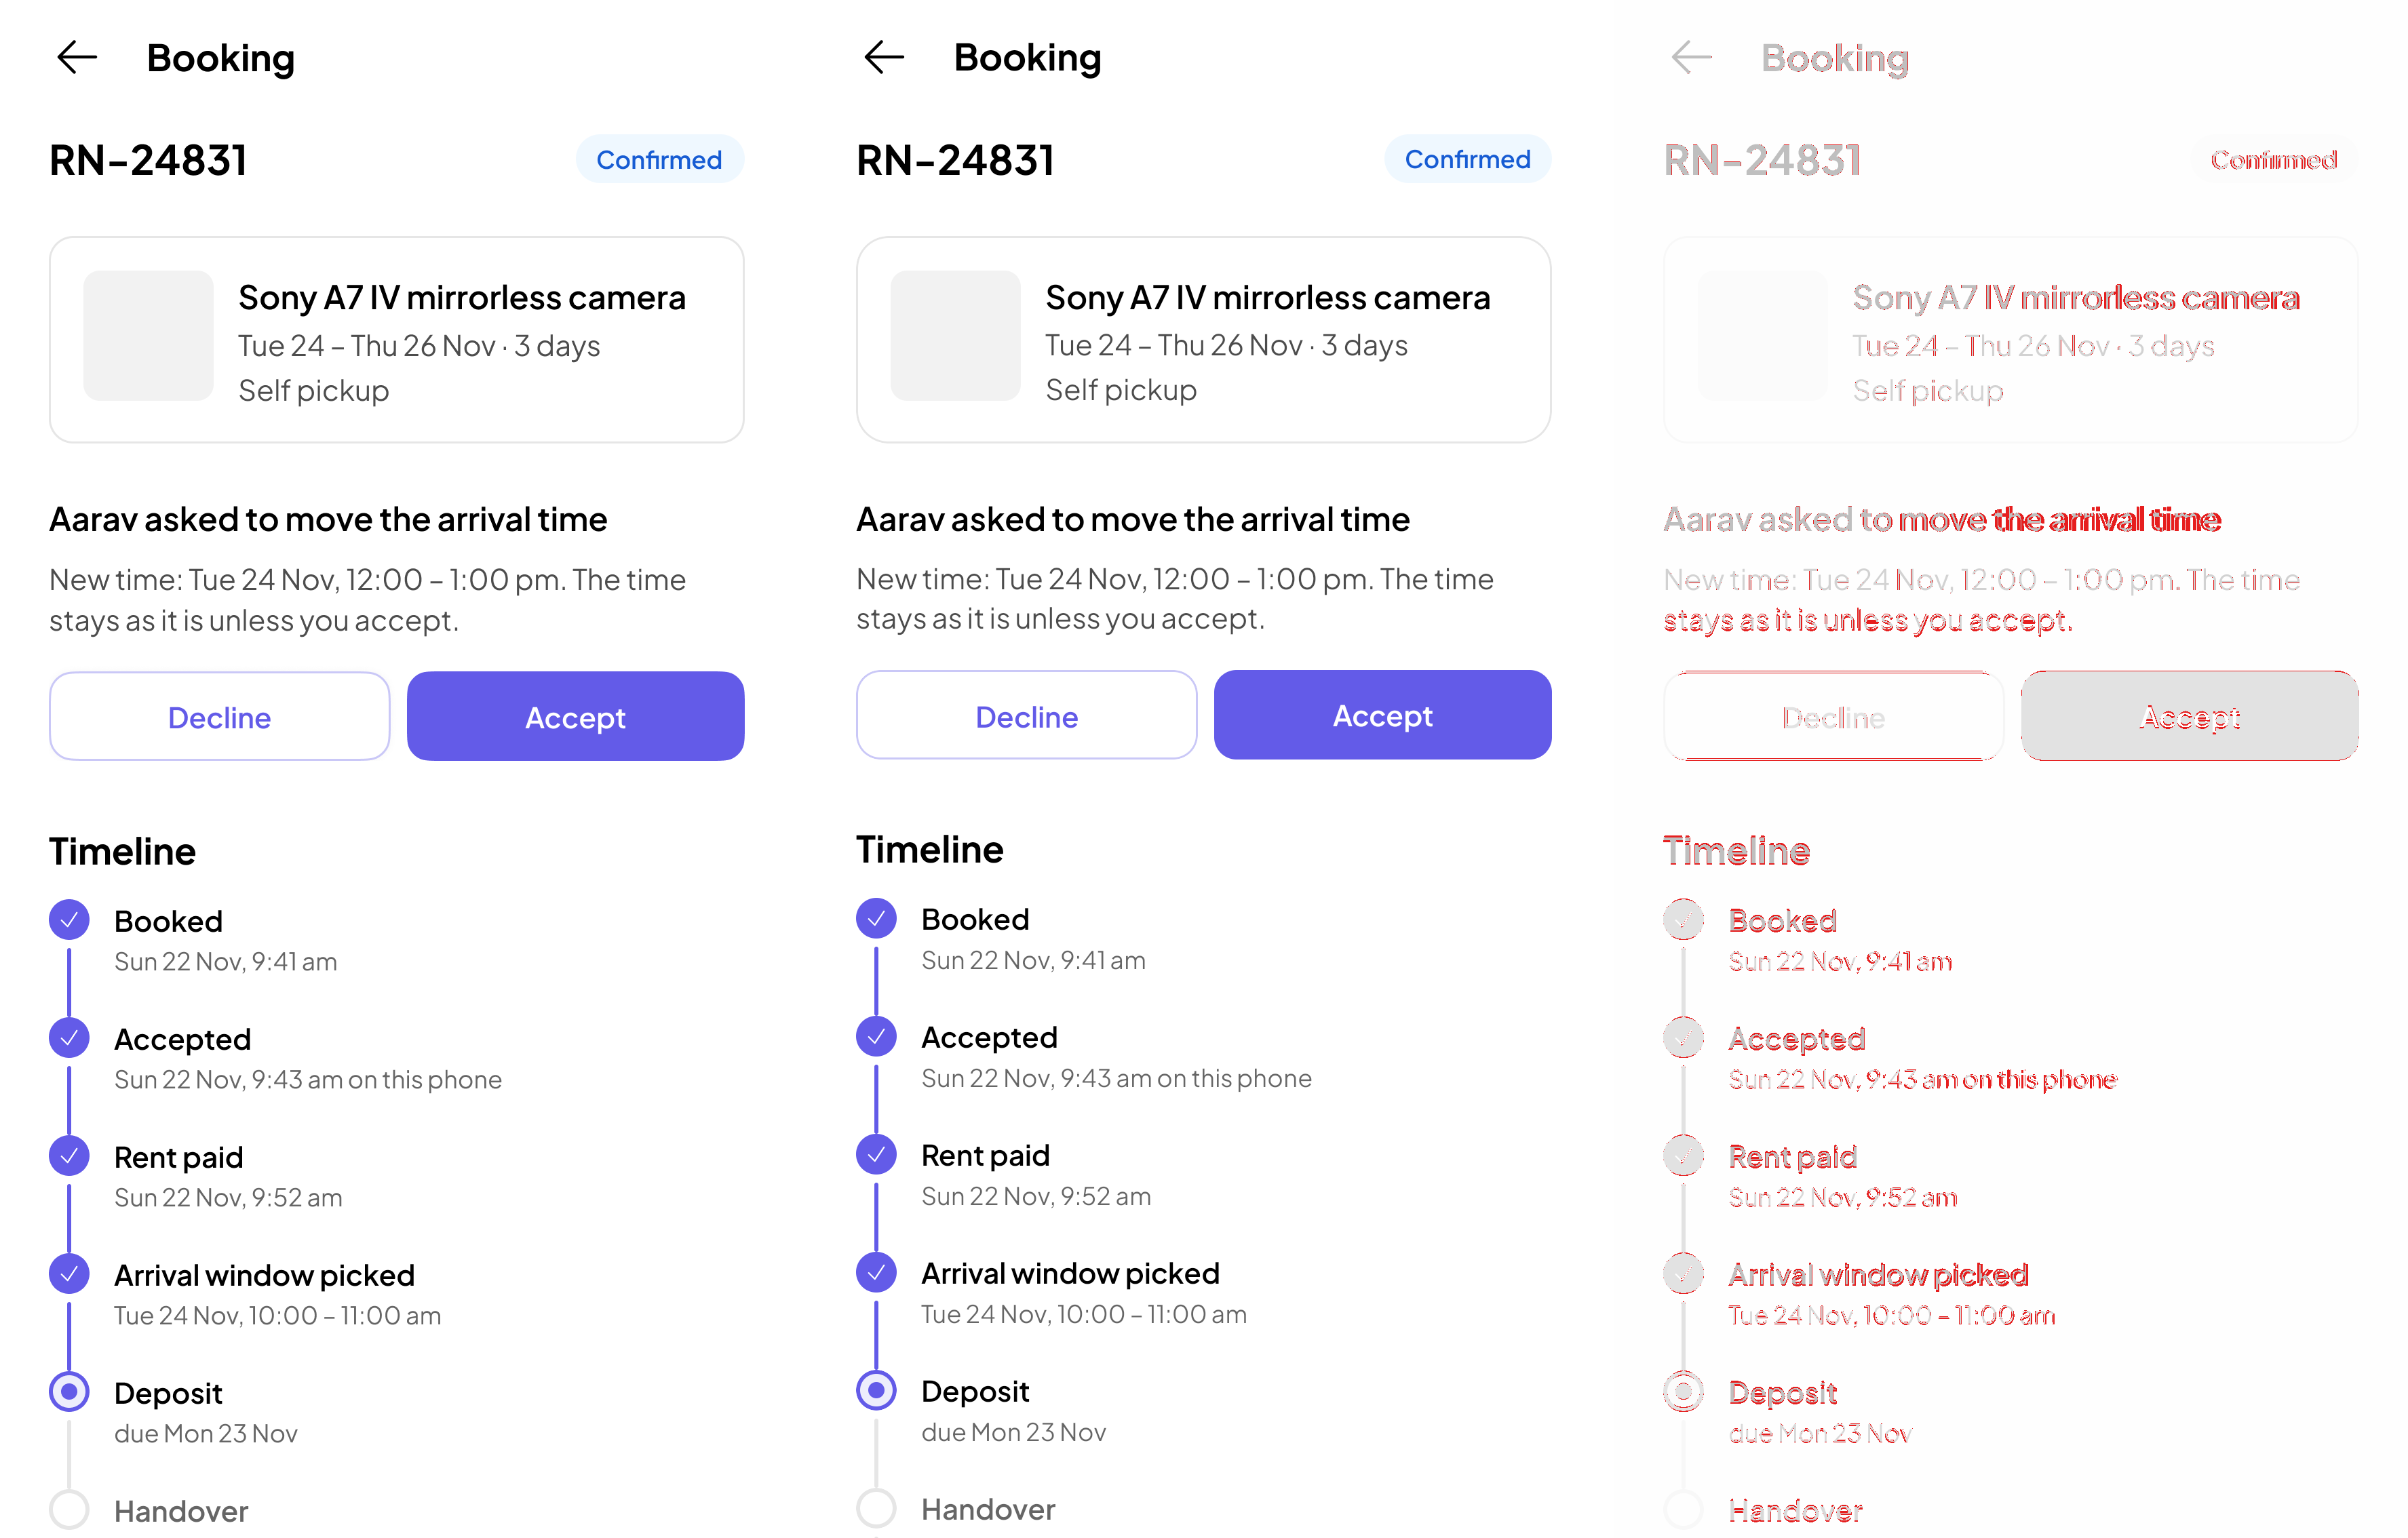 Booking
RN-24831
Confirmed
Sony A7 IV mirrorless camera
Tue 24 – Thu 26 Nov · 3 days
Self pickup
Aarav asked to move the arrival time
New time: Tue 24 Nov, 12:00 – 1:00 pm. The time
stays as it is unless you accept.
Decline
Accept
Timeline
Booked
Sun 22 Nov, 9:41 am
Accepted
Sun 22 Nov, 9:43 am on this phone
Rent paid
Sun 22 Nov, 9:52 am
Arrival window picked
Tue 24 Nov, 10:00 – 11:00 am
Deposit
due Mon 23 Nov
Handover
Booking
RN-24831
Confirmed
Sony A7 IV mirrorless camera
Tue 24 – Thu 26 Nov · 3 days
Self pickup
Aarav asked to move the arrival time
New time: Tue 24 Nov, 12:00 – 1:00 pm. The time
stays as it is unless you accept.
Decline
Accept
Timeline
Booked
Sun 22 Nov, 9:41 am
Accepted
Sun 22 Nov, 9:43 am on this phone
Rent paid
Sun 22 Nov, 9:52 am
Arrival window picked
Tue 24 Nov, 10:00 – 11:00 am
Deposit
due Mon 23 Nov
Handover
Booking
RN-24831
Confirmed
Sony A7 IV mirrorless camera
Tue 24 – Thu 26 Nov · 3 days
Self pickup
Aarav asked to move the arrival time
New time: Tue 24 Nov, 12:00 – 1:00 pm. The time
stays as it is unless you accept.
Decline
Accept
Timeline
Booked
Sun 22 Nov, 9:41 am
Accepted
Sun 22 Nov, 9:43 am on this phone
Rent paid
Sun 22 Nov, 9:52 am
Arrival window picked
Tue 24 Nov, 10:00 – 11:00 am
Deposit
due Mon 23 Nov
Handover